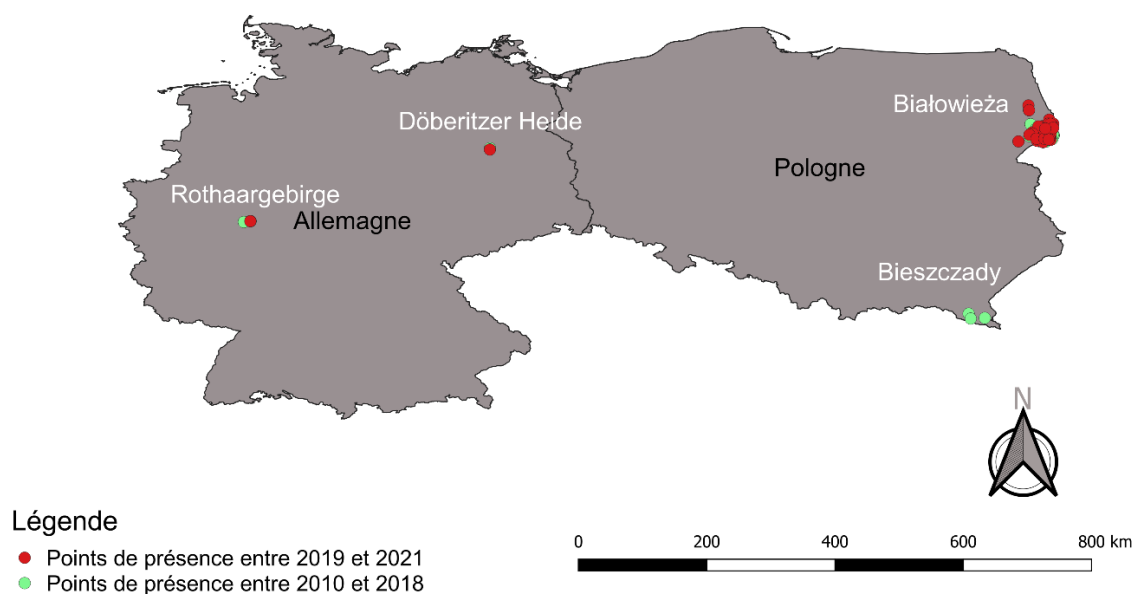 Białowieża
Döberitzer Heide
Pologne
Rothaargebirge
Allemagne
Bieszczady
N
Légende
Points de présence entre 2019 et 2021
Points de présence entre 2010 et 2018
0 200 400 600 800 km